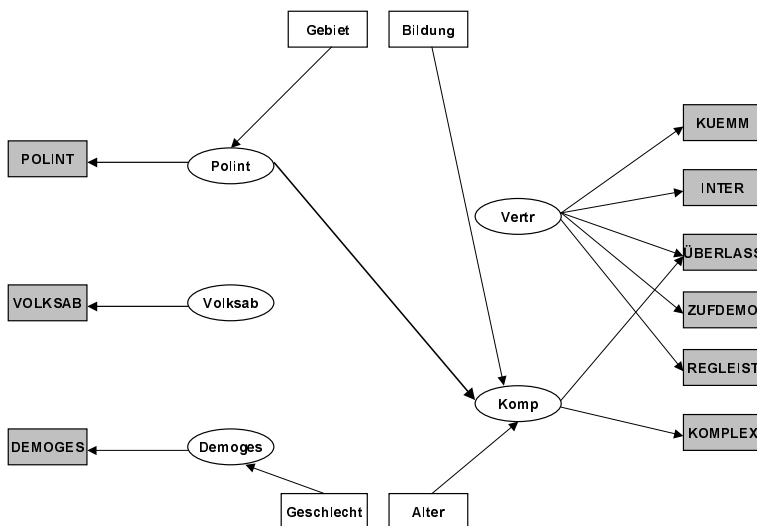 Gebiet
Bildung
KUEMM
POLINT
Polint
INTER
Vertr
ÜBERLASS
VOLKSAB
Volksab
ZUFDEMO
REGLEIST
Komp
KOMPLEX
DEMOGES
Demoges
Geschlecht
Alter